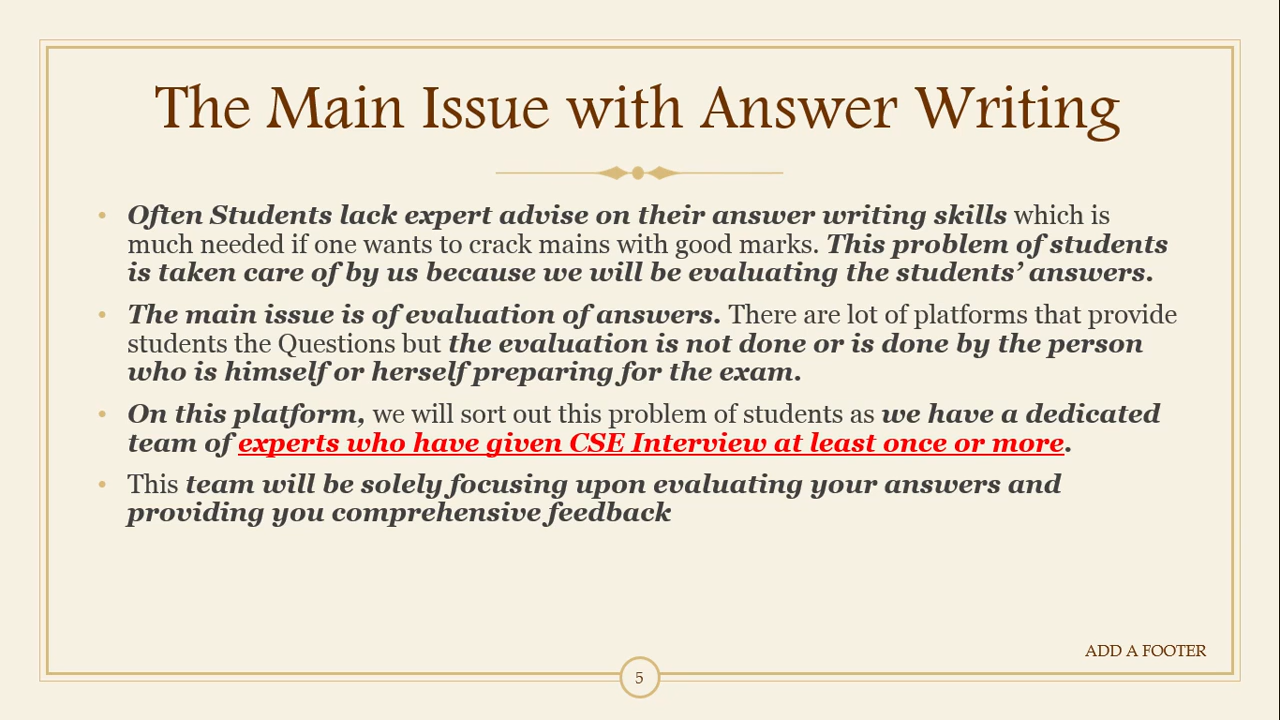 The Main Issue with Answer Writing
• Often Students lack expert advise on their answer writing skills which is
much needed if one wants to crack mains with good marks. This problem of students
is taken care of by us because we will be evaluating the students’ answers.
• The main issue is of evaluation of answers. There are lot of platforms that provide
students the Questions but the evaluation is not done or is done by the person
who is himself or herself preparing for the exam.
• On this platform, we will sort out this problem of students as we have a dedicated
team of experts who have given CSE Interview at least once or more.
• This team will be solely focusing upon evaluating your answers and
providing you comprehensive feedback
ADD A FOOTER
5